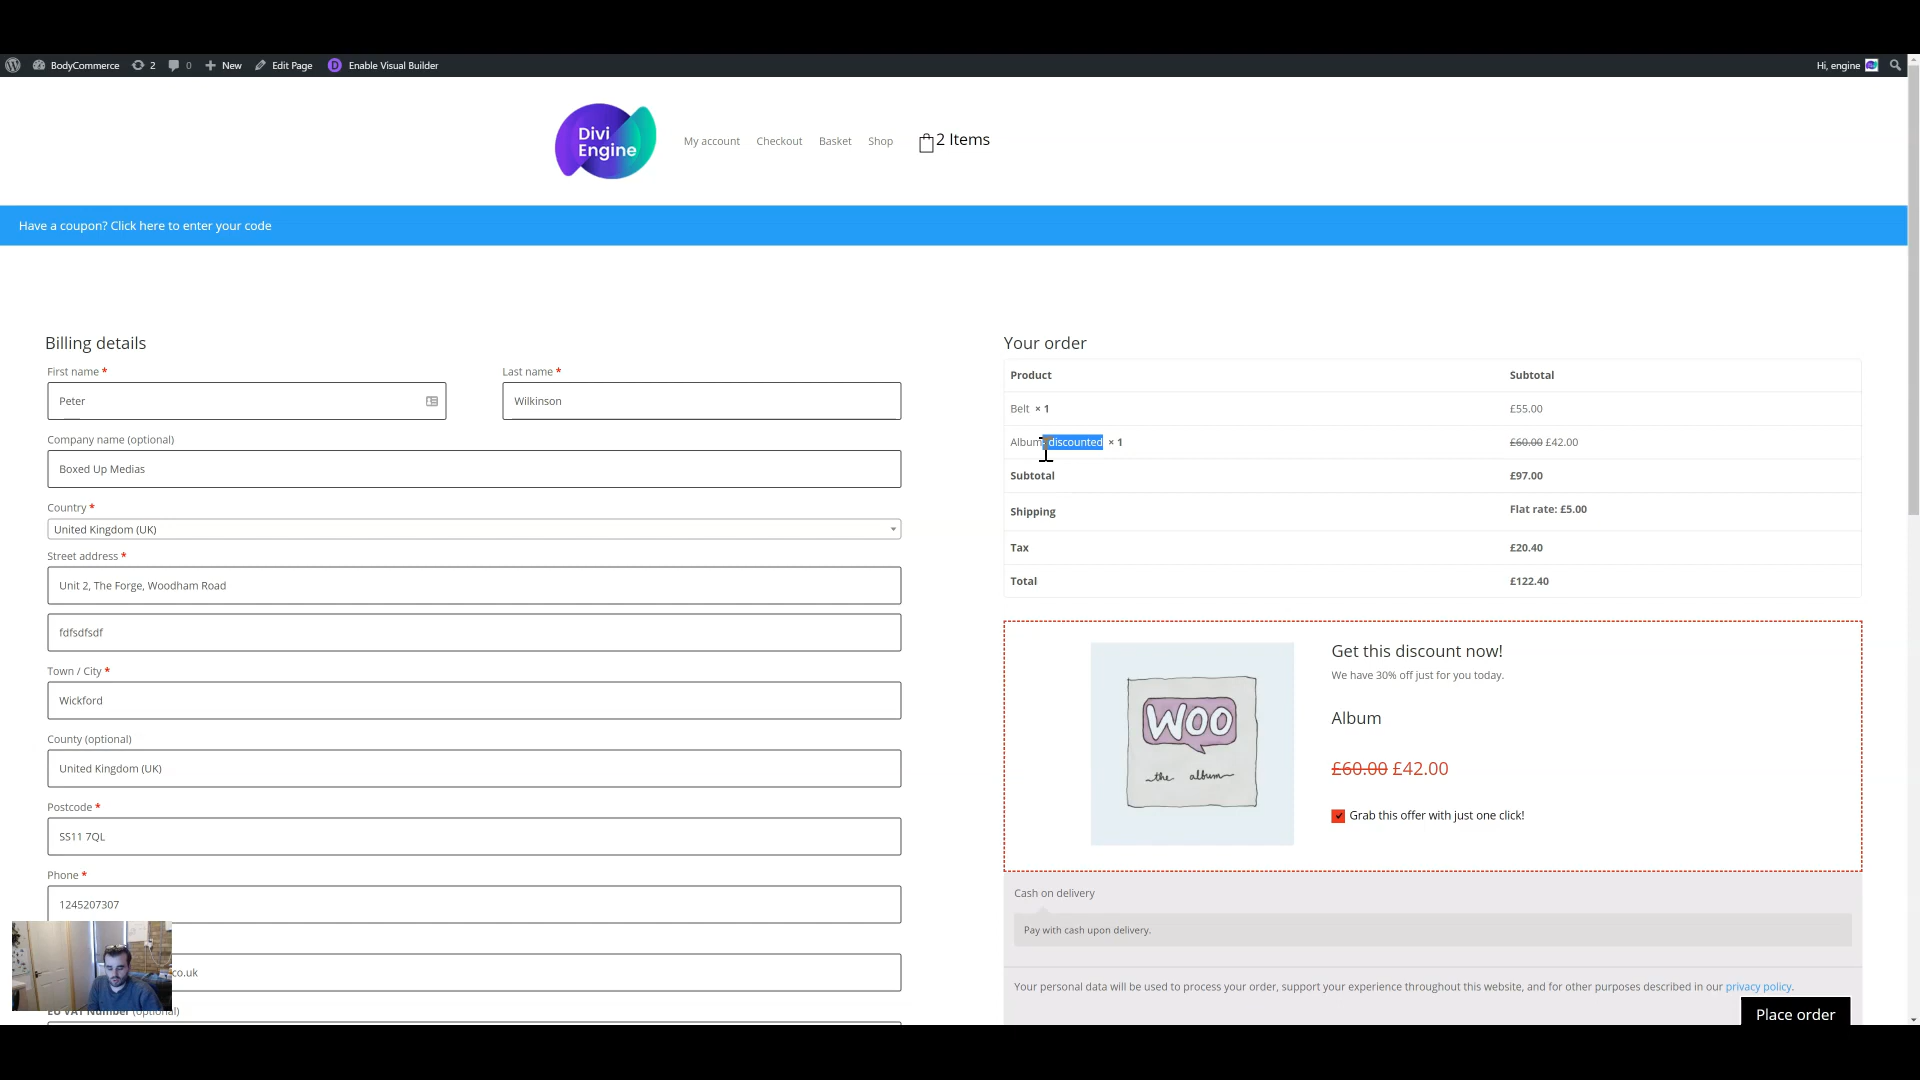 BodyCommerce 2 0 New Edit Page Enable Visual Builder Hi, engine
Divi
Engine
My account Checkout Basket Shop 2 Items
Have a coupon? Click here to enter your code
Billing details
First name *
Last name *
Peter
Wilkinson
Company name (optional)
Boxed Up Medias
Country *
United Kingdom (UK)
Street address *
Unit 2, The Forge, Woodham Road
fdfsdfsdf
Town / City *
Wickford
County (optional)
United Kingdom (UK)
Postcode *
SS11 7QL
Phone *
1245207307
co.uk
EU VAT Number (optional)
Your order
Product Subtotal
Belt × 1 £55.00
Album discounted × 1 £60.00 £42.00
Subtotal £97.00
Shipping Flat rate: £5.00
Tax £20.40
Total £122.40
WOO
the album
Get this discount now!
We have 30% off just for you today.
Album
£60.00 £42.00
Grab this offer with just one click!
Cash on delivery
Pay with cash upon delivery.
Your personal data will be used to process your order, support your experience throughout this website, and for other purposes described in our privacy policy.
Place order